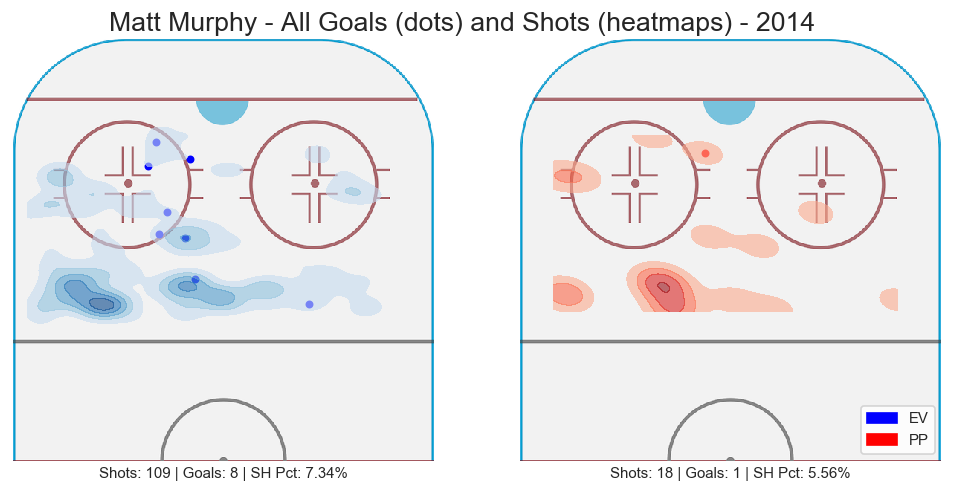 Matt Murphy - All Goals (dots) and Shots (heatmaps) - 2014
EV
PP
Shots: 109 | Goals: 8 | SH Pct: 7.34%
Shots: 18 | Goals: 1 | SH Pct: 5.56%